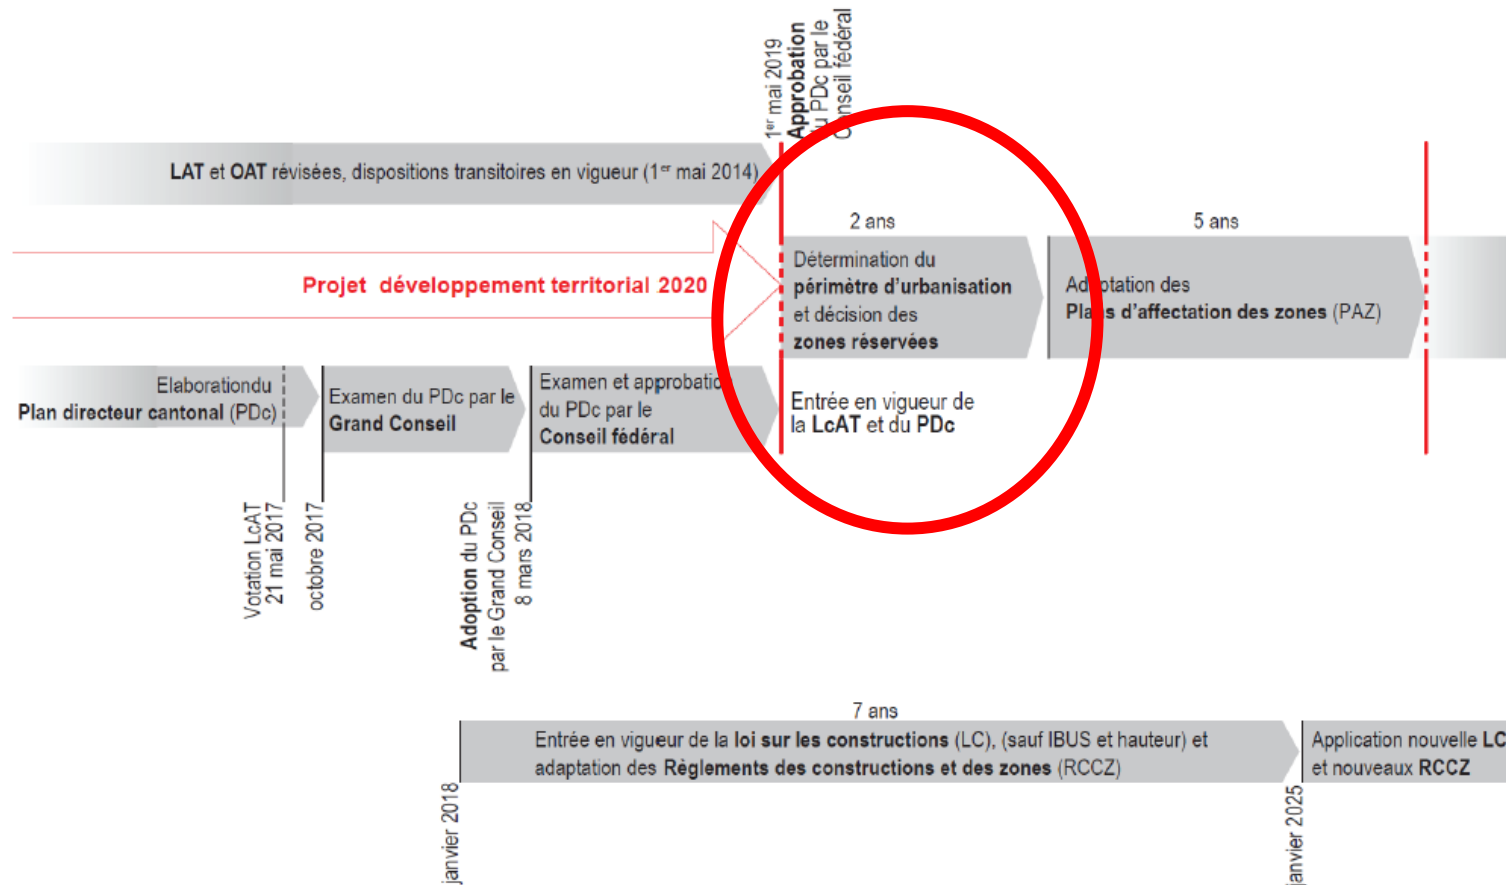 1er mai 2019
Approbation
du PDc par le
Conseil fédéral
LAT et OAT révisées, dispositions transitoires en vigueur (1er mai 2014)
2 ans
5 ans
Projet développement territorial 2020
Détermination du
périmètre d'urbanisation
et décision des
zones réservées
Adaptation des
Plans d'affectation des zones (PAZ)
Elaborationdu
Plan directeur cantonal (PDc)
Examen du PDc par le
Grand Conseil
Examen et approbation
du PDc par le
Conseil fédéral
Entrée en vigueur de
la LcAT et du PDc
Votation LcAT
21 mai 2017
octobre 2017
Adoption du PDc
par le Grand Conseil
8 mars 2018
7 ans
Entrée en vigueur de la loi sur les constructions (LC), (sauf IBUS et hauteur) et
adaptation des Règlements des constructions et des zones (RCCZ)
Application nouvelle LC
et nouveaux RCCZ
janvier 2018
janvier 2025